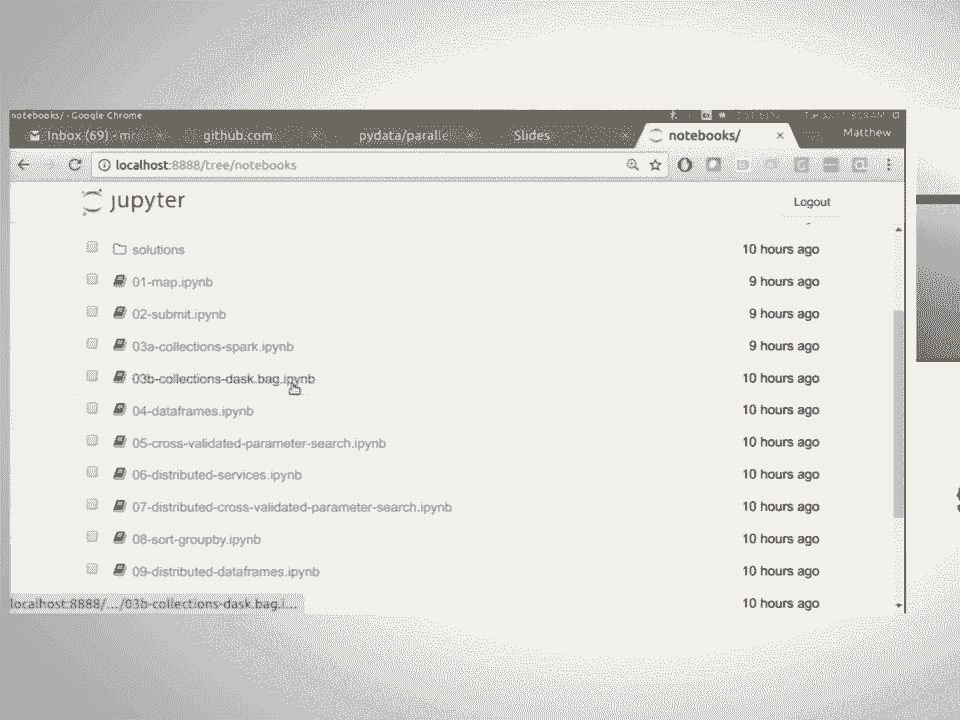 notebooks/ - Google Chrome
Inbox (69) - mr
github.com
pydata/paralle
Slides
notebooks/
Matthew
localhost:8888/tree/notebooks
jupyter
Logout
solutions 10 hours ago
01-map.ipynb 9 hours ago
02-submit.ipynb 9 hours ago
03a-collections-spark.ipynb 9 hours ago
03b-collections-dask.bag.ipynb 10 hours ago
04-dataframes.ipynb 10 hours ago
05-cross-validated-parameter-search.ipynb 10 hours ago
06-distributed-services.ipynb 10 hours ago
07-distributed-cross-validated-parameter-search.ipynb 10 hours ago
08-sort-groupby.ipynb 10 hours ago
09-distributed-dataframes.ipynb 10 hours ago
localhost:8888/.../03b-collections-dask.bag.i... 10 hours ago